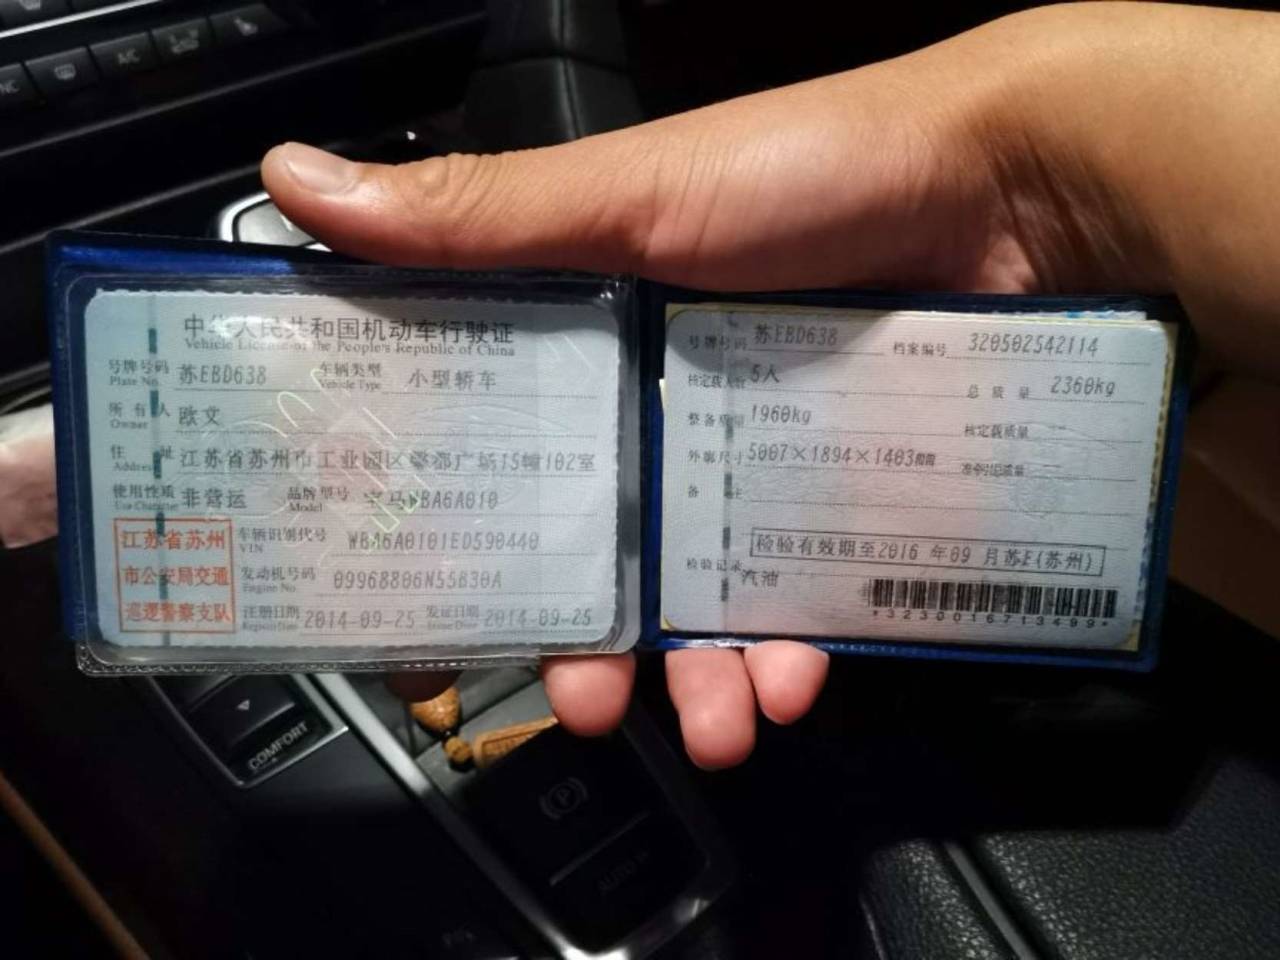 A/C
中华人民共和国机动车行驶证
Vehicle License of the People's Republic of China
号牌号码 苏EBD638 车辆类型 小型轿车
Plate No. Vehicle Type
所有人 欧文
Owner
住址 江苏省苏州市工业园区 广场15幢102室
Address
使用性质 非营运 品牌型号 宝马WBA6A010
Use Character Model
江苏省苏州
市公安局交通
巡逻警察支队
车辆识别代号 WBA6A0101ED590440
VIN
发动机号码 09968806N55B30A
Engine No.
注册日期 2014-09-25 发证日期 2014-09-25
Register Date Issue Date
号牌号码 苏EBD638 档案编号 320502542114
核定载人数 5人 总质量 2360kg
整备质量 1960kg 核定载质量
外廓尺寸 5007×1894×1403 准牵引总质量
备注
检验有效期至2016年09月苏E(苏州)
检验记录
汽油
*3230016713499*
COMFORT
P